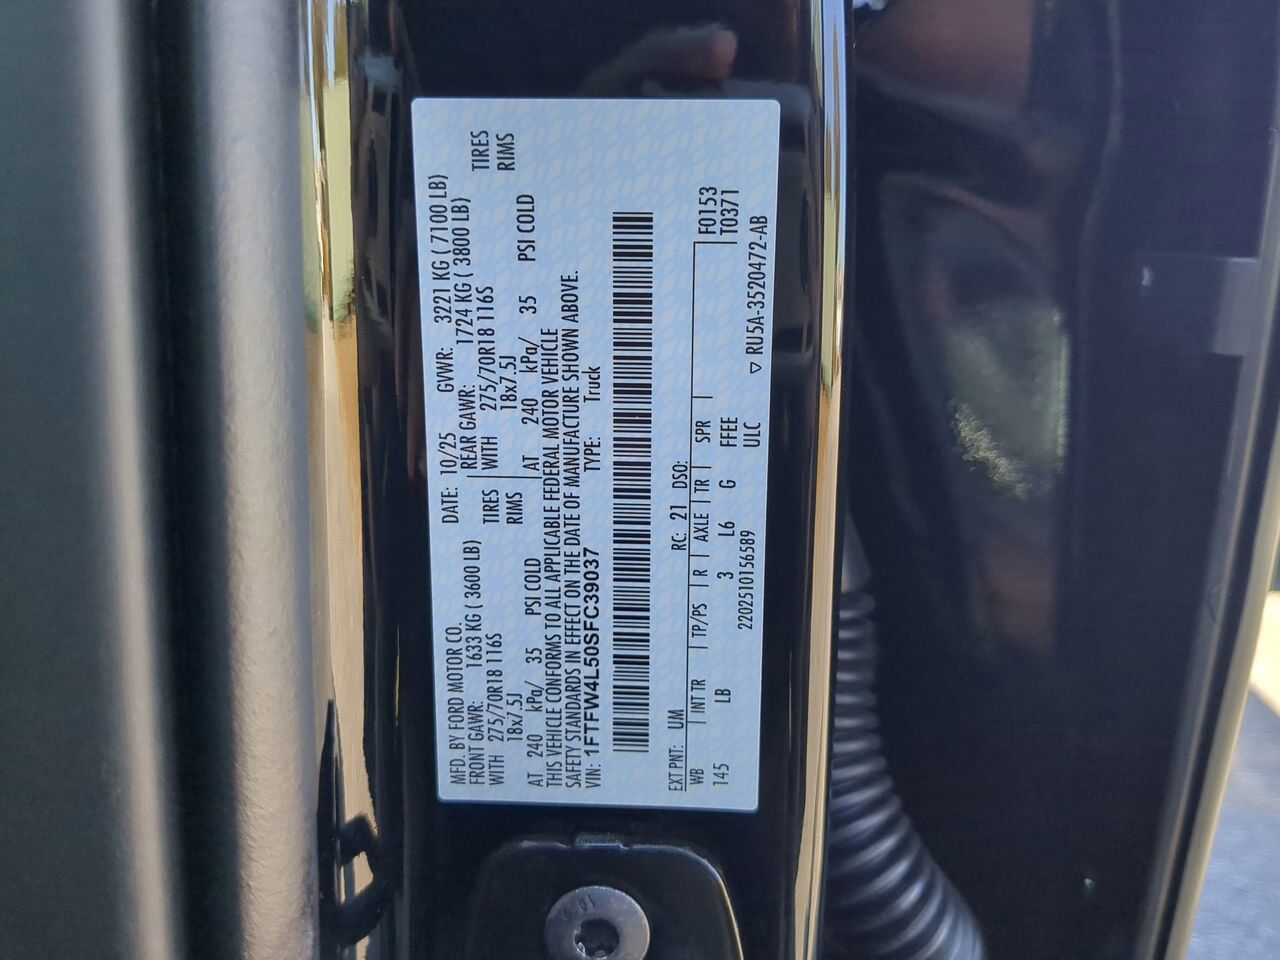 MFD. BY FORD MOTOR CO. DATE: 10/25 GVWR: 3221 KG ( 7100 LB)
FRONT GAWR: 1633 KG ( 3600 LB) REAR GAWR: 1724 KG ( 3800 LB)
WITH 275/70R18 116S TIRES WITH 275/70R18 116S TIRES
18x7.5J RIMS 18x7.5J RIMS
AT 240 kPa/ 35 PSI COLD AT 240 kPa/ 35 PSI COLD
THIS VEHICLE CONFORMS TO ALL APPLICABLE FEDERAL MOTOR VEHICLE
SAFETY STANDARDS IN EFFECT ON THE DATE OF MANUFACTURE SHOWN ABOVE.
VIN: 1FTFW4L50SFC39037 TYPE: Truck
EXT PNT: UM RC: 21 DSO:
WB INT TR TP/PS R AXLE TR SPR F0153
145 LB 3 L6 G FFEE T0371
2202510156589 ULC
▽ RU5A-3520472-AB